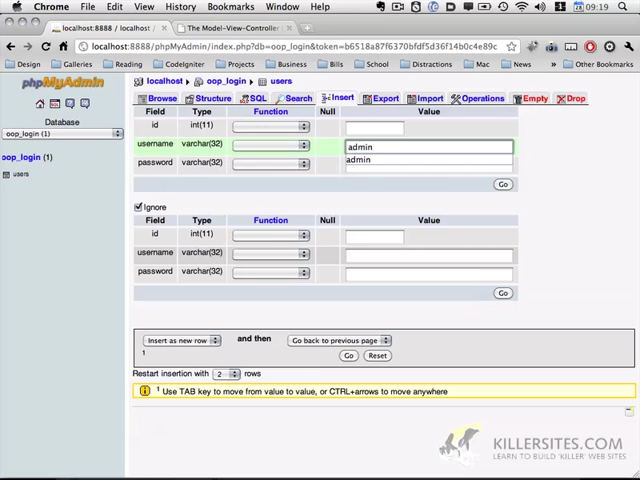 Chrome File Edit View History Bookmarks Window Help 09:19
localhost:8888 / localhost / The Model-View-Controller
localhost:8888/phpMyAdmin/index.php?db=oop_login&token=b6518a87f6370bfdf5d36f14b0c4e89c
Design Reading CodeIgniter Projects Business School Distractions Mac News Other Bookmarks
phpMyAdmin
localhost oop_login users
Browse Structure SQL Search Insert Export Import Operations Empty Drop
Database
oop_login (1)
oop_login (1)
users
Field Type Function Null Value
id int(11)
username varchar(32) admin
password varchar(32) admin
Go
Ignore
Field Type Function Null Value
id int(11)
username varchar(32)
password varchar(32)
Go
Insert as new row and then Go back to previous page
1
Go Reset
Restart insertion with 2 rows
1 Use TAB key to move from value to value, or CTRL+arrows to move anywhere
KILLERSITES.COM
LEARN TO BUILD 'KILLER' WEB SITES